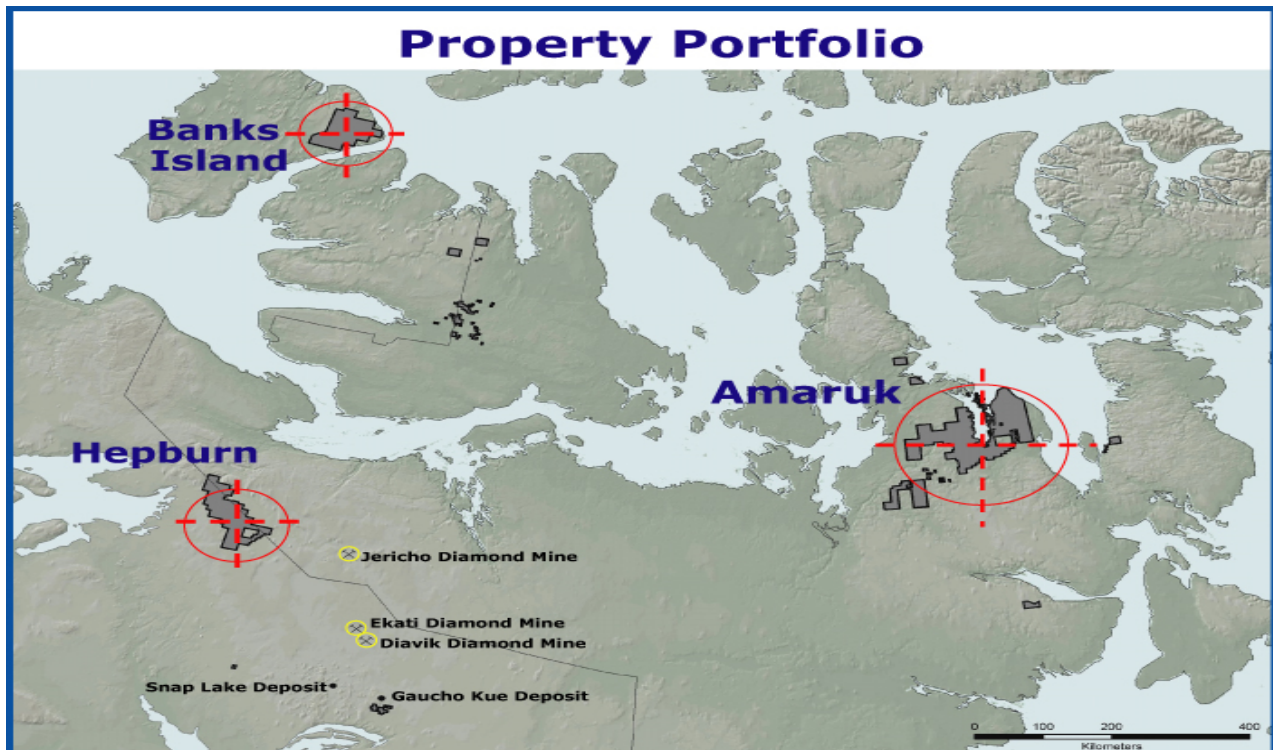 Property Portfolio
Banks
Island
Amaruk
Hepburn
Jericho Diamond Mine
Ekati Diamond Mine
Diavik Diamond Mine
Snap Lake Deposit
Gaucho Kue Deposit
0 100 200 400
Kilometers